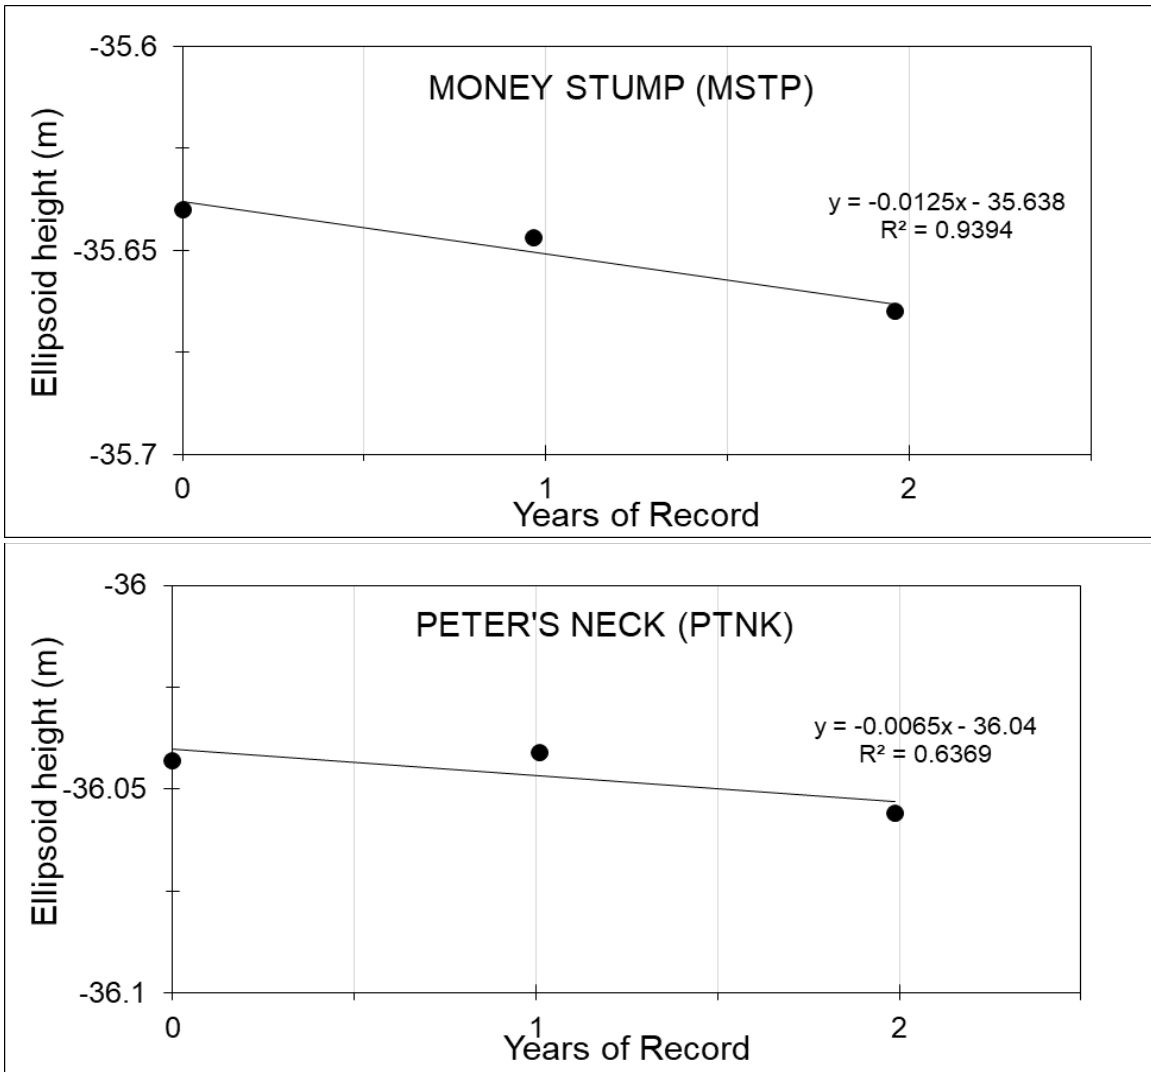 -35.6
MONEY STUMP (MSTP)
Ellipsoid height (m)
y = -0.0125x - 35.638
R² = 0.9394
-35.65
-35.7
0 1 2
Years of Record
-36
PETER'S NECK (PTNK)
Ellipsoid height (m)
y = -0.0065x - 36.04
R² = 0.6369
-36.05
-36.1
0 1 2
Years of Record